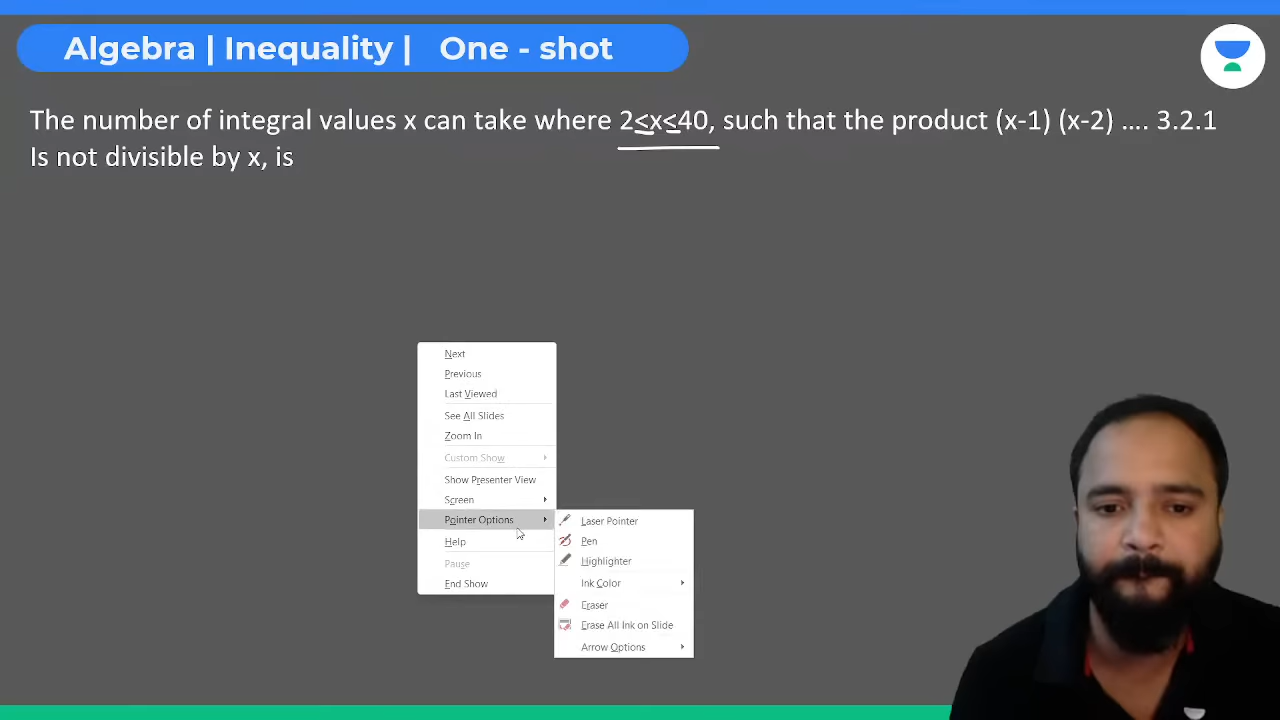 Algebra | Inequality | One - shot
The number of integral values x can take where 2≤x≤40, such that the product (x-1) (x-2) .... 3.2.1
Is not divisible by x, is
Next
Previous
Last Viewed
See All Slides
Zoom In
Custom Show
Show Presenter View
Screen
Pointer Options
Help
Pause
End Show
Laser Pointer
Pen
Highlighter
Ink Color
Eraser
Erase All Ink on Slide
Arrow Options